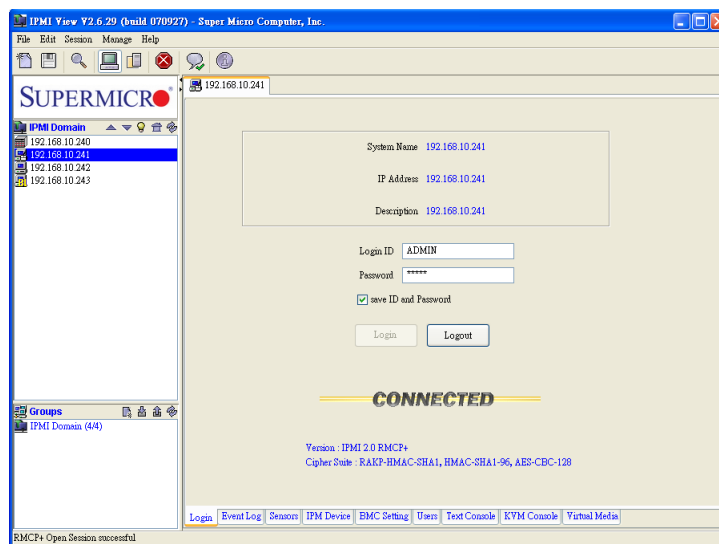 IPMI View V2.6.29 (build 070927) - Super Micro Computer, Inc.
File Edit Session Manage Help
SUPERMICRO
192.168.10.241
IPMI Domain
192.168.10.240
192.168.10.241
192.168.10.242
192.168.10.243
System Name 192.168.10.241
IP Address 192.168.10.241
Description 192.168.10.241
Login ID ADMIN
Password *****
save ID and Password
Login Logout
CONNECTED
Groups
IPMI Domain (4/4)
Version : IPMI 2.0 RMCP+
Cipher Suite : RAKP-HMAC-SHA1, HMAC-SHA1-96, AES-CBC-128
Login Event Log Sensors IPM Device BMC Setting Users Text Console KVM Console Virtual Media
RMCP+ Open Session successful